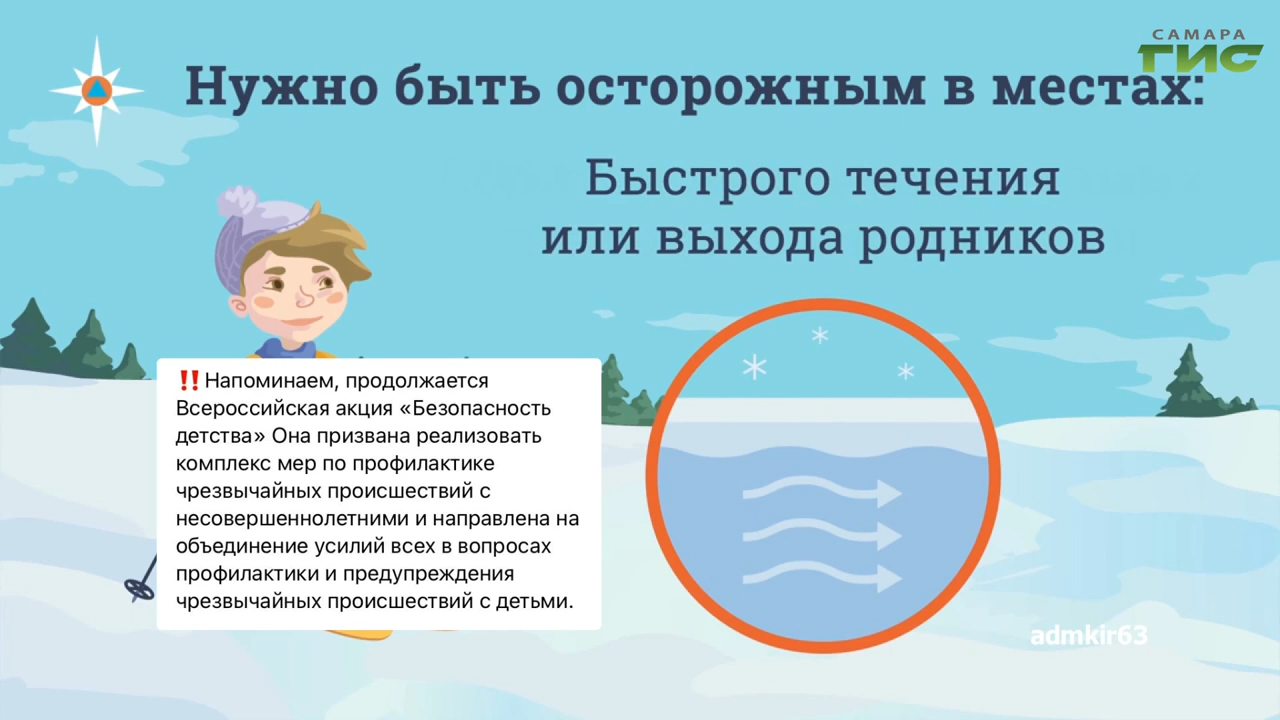 САМАРА
ГИС
Нужно быть осторожным в местах:
Быстрого течения
или выхода родников
‼️Напоминаем, продолжается
Всероссийская акция «Безопасность
детства» Она призвана реализовать
комплекс мер по профилактике
чрезвычайных происшествий с
несовершеннолетними и направлена на
объединение усилий всех в вопросах
профилактики и предупреждения
чрезвычайных происшествий с детьми.
admkir63